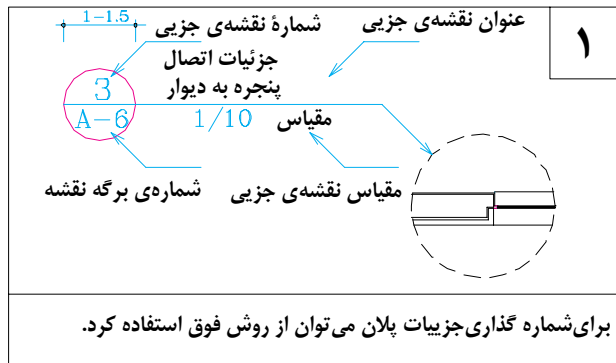 ۱
1-1.5
شمارۀ نقشه‌ی جزیی
عنوان نقشه‌ی جزیی
جزئیات اتصال
پنجره به دیوار
3
A-6
1/10
مقیاس
شماره‌ی برگه نقشه
مقیاس نقشه‌ی جزیی
برای‌شماره گذاری‌جزییات پلان می‌توان از روش فوق استفاده کرد.